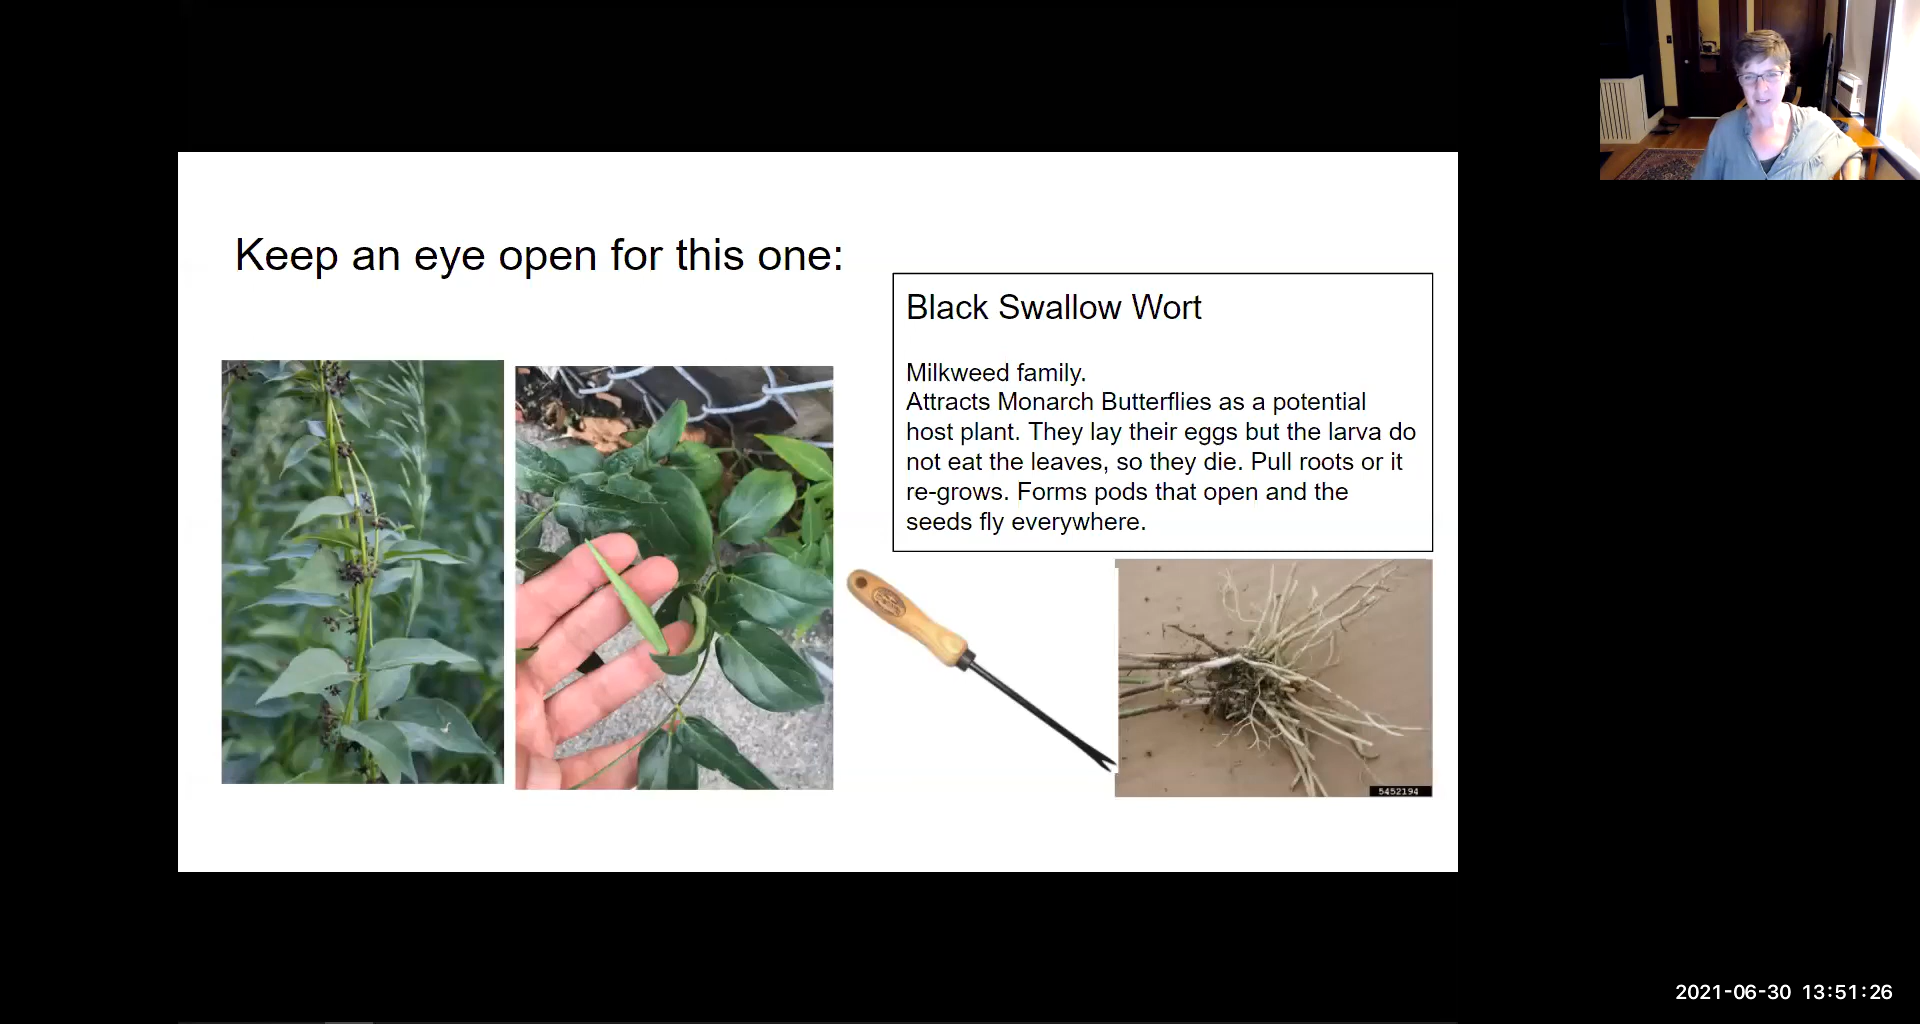 Keep an eye open for this one:
Black Swallow Wort
Milkweed family.
Attracts Monarch Butterflies as a potential
host plant. They lay their eggs but the larva do
not eat the leaves, so they die. Pull roots or it
re-grows. Forms pods that open and the
seeds fly everywhere.
5452194
2021-06-30 13:51:26